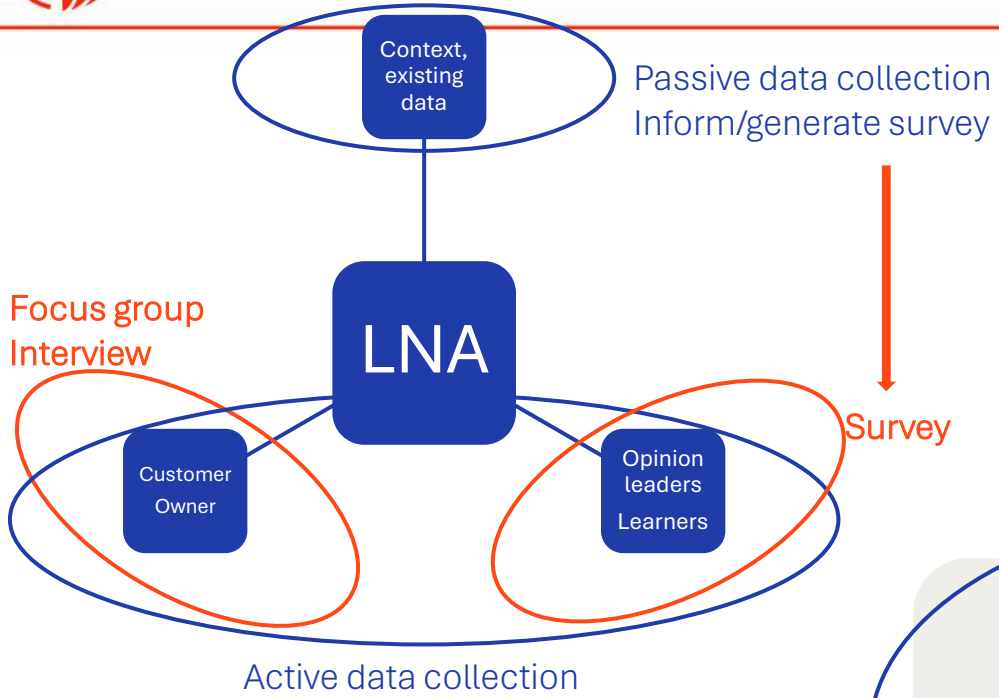 Context,
existing
data
Passive data collection
Inform/generate survey
Focus group
Interview
LNA
Survey
Customer
Owner
Opinion
leaders
Learners
Active data collection